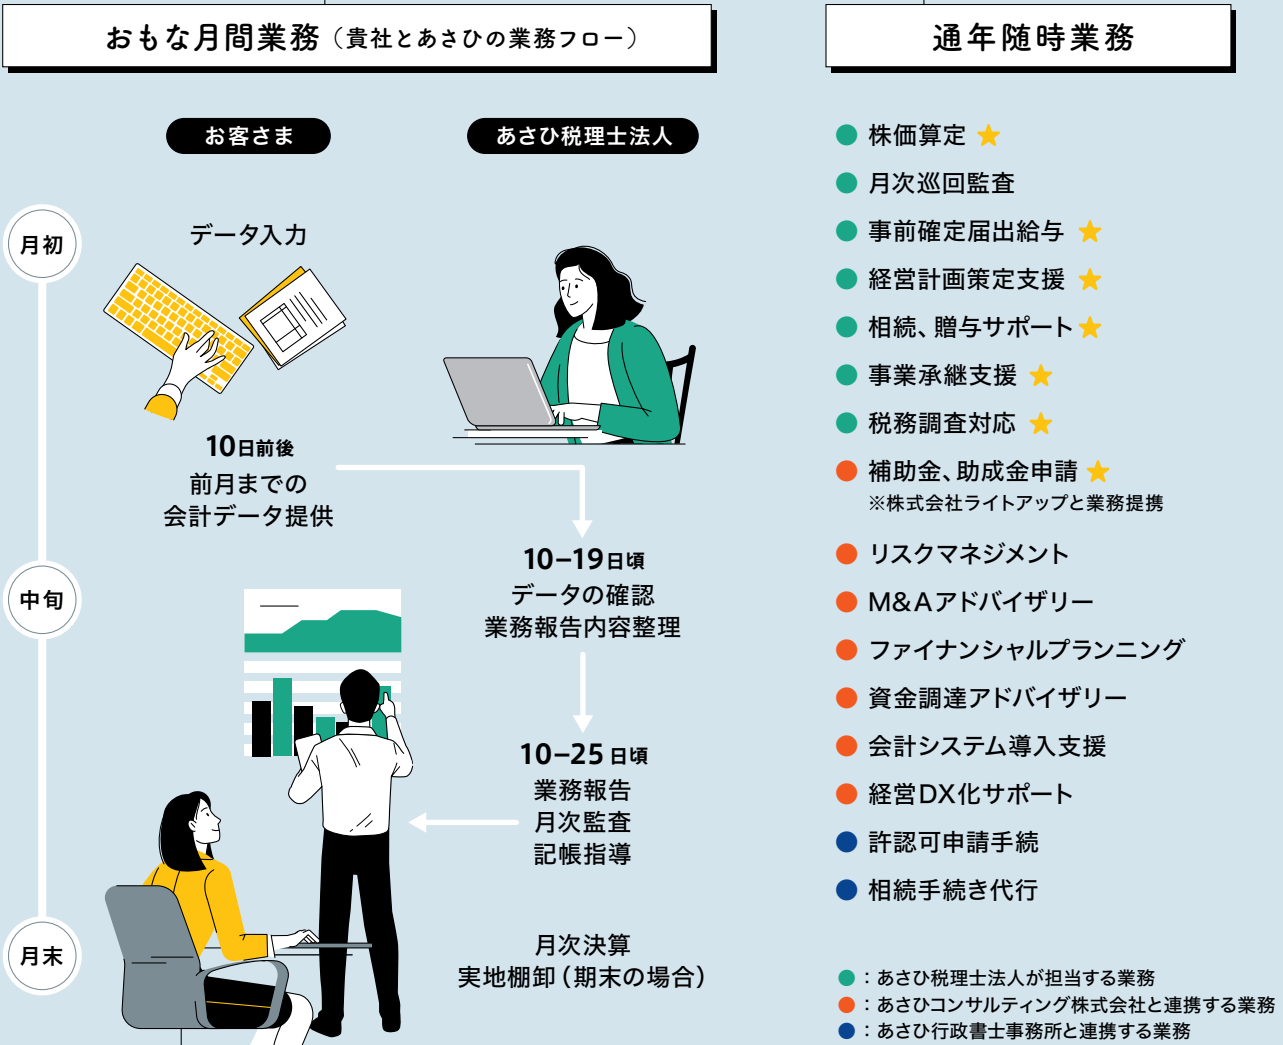 おもな月間業務（貴社とあさひの業務フロー）
お客さま
あさひ税理士法人
月初
データ入力
10日前後
前月までの
会計データ提供
10–19日頃
データの確認
業務報告内容整理
中旬
10–25日頃
業務報告
月次監査
記帳指導
月末
月次決算
実地棚卸（期末の場合）
通年随時業務
● 株価算定 ★
● 月次巡回監査
● 事前確定届出給与 ★
● 経営計画策定支援 ★
● 相続、贈与サポート ★
● 事業承継支援 ★
● 税務調査対応 ★
● 補助金、助成金申請 ★
※株式会社ライトアップと業務提携
● リスクマネジメント
● M&Aアドバイザリー
● ファイナンシャルプランニング
● 資金調達アドバイザリー
● 会計システム導入支援
● 経営DX化サポート
● 許認可申請手続
● 相続手続き代行
●：あさひ税理士法人が担当する業務
●：あさひコンサルティング株式会社と連携する業務
●：あさひ行政書士事務所と連携する業務